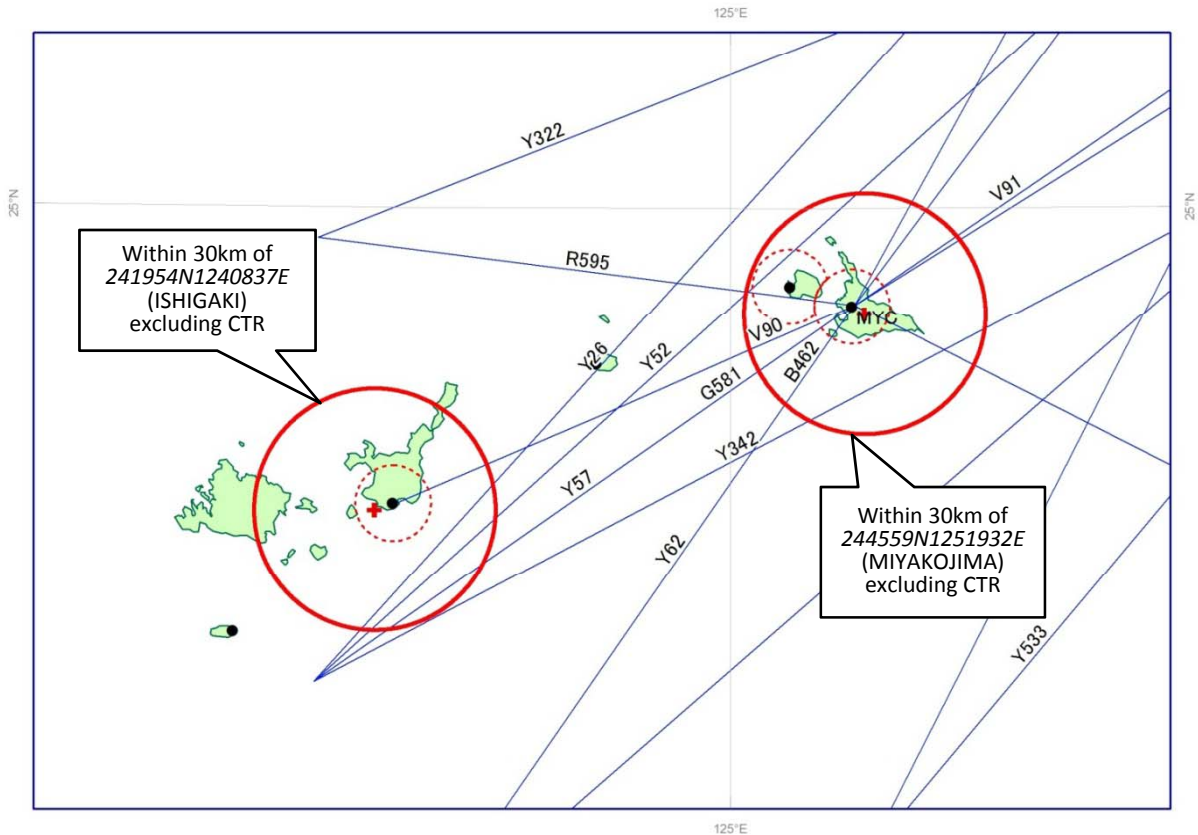 125°E
Y322
25°N
V91
25°N
Within 30km of
241954N1240837E
(ISHIGAKI)
excluding CTR
R595
MYC
V90
Y26
Y52
B462
G581
Y342
Y57
Within 30km of
244559N1251932E
(MIYAKOJIMA)
excluding CTR
Y62
Y533
125°E